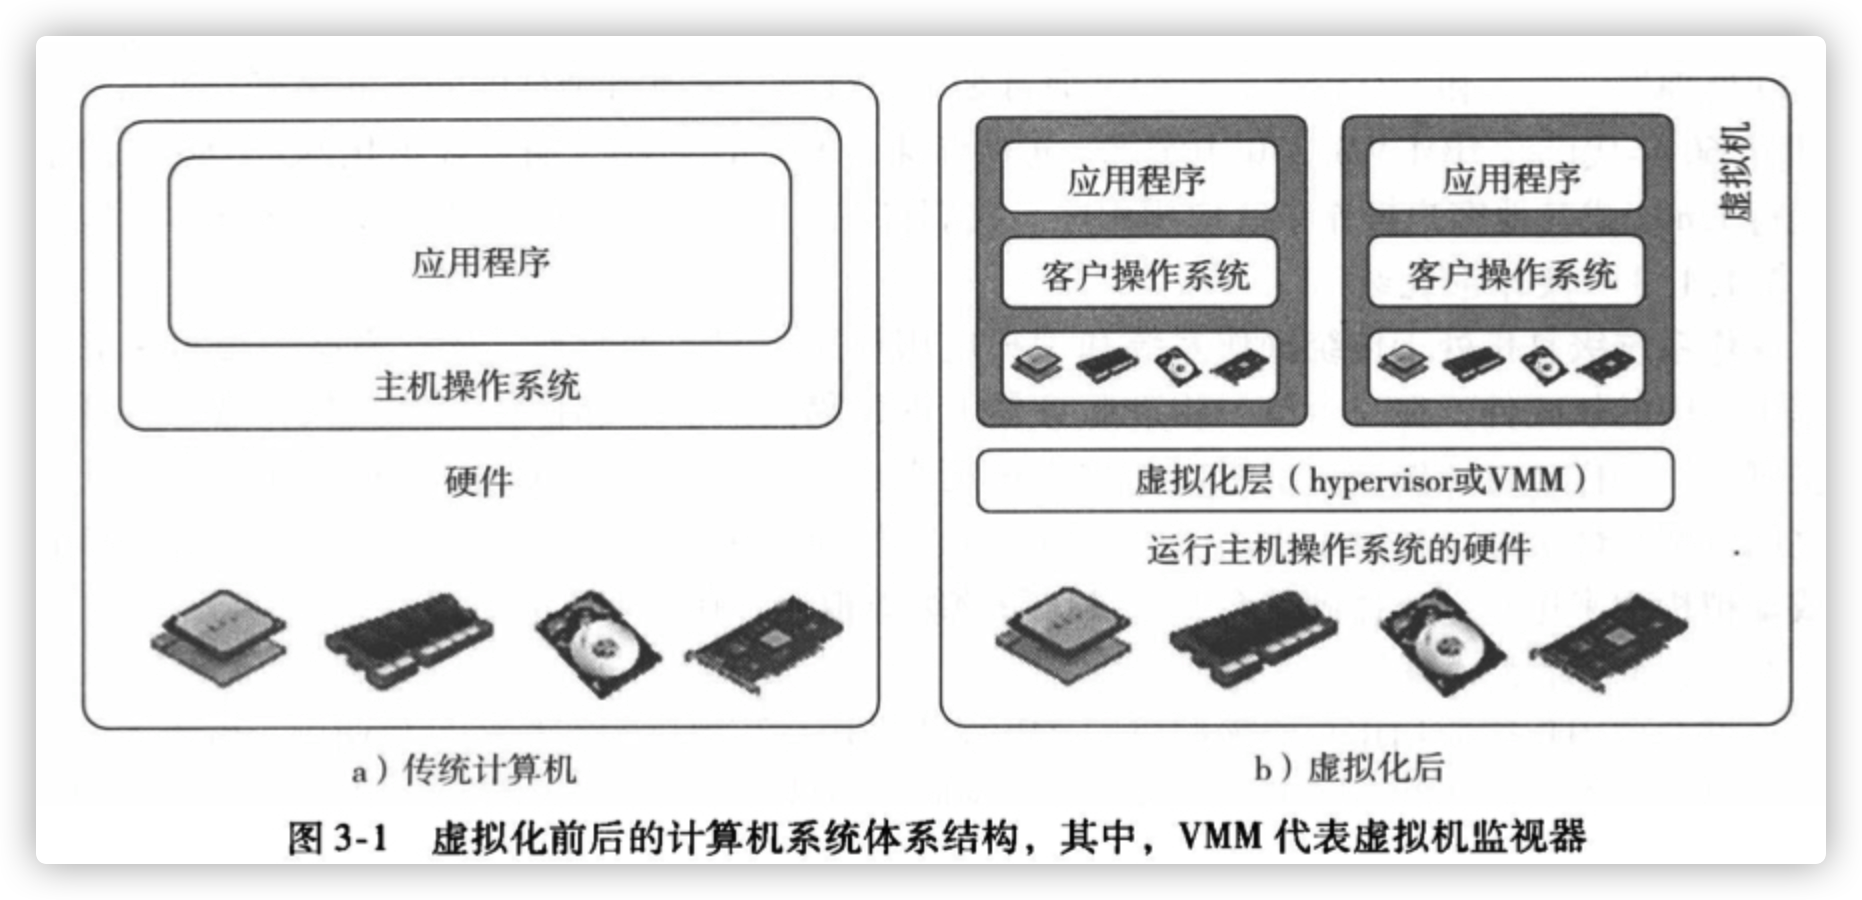 应用程序
主机操作系统
硬件
a）传统计算机
应用程序
客户操作系统
应用程序
客户操作系统
虚拟机
虚拟化层（hypervisor或VMM）
运行主机操作系统的硬件
b）虚拟化后
图 3-1 虚拟化前后的计算机系统体系结构，其中，VMM 代表虚拟机监视器